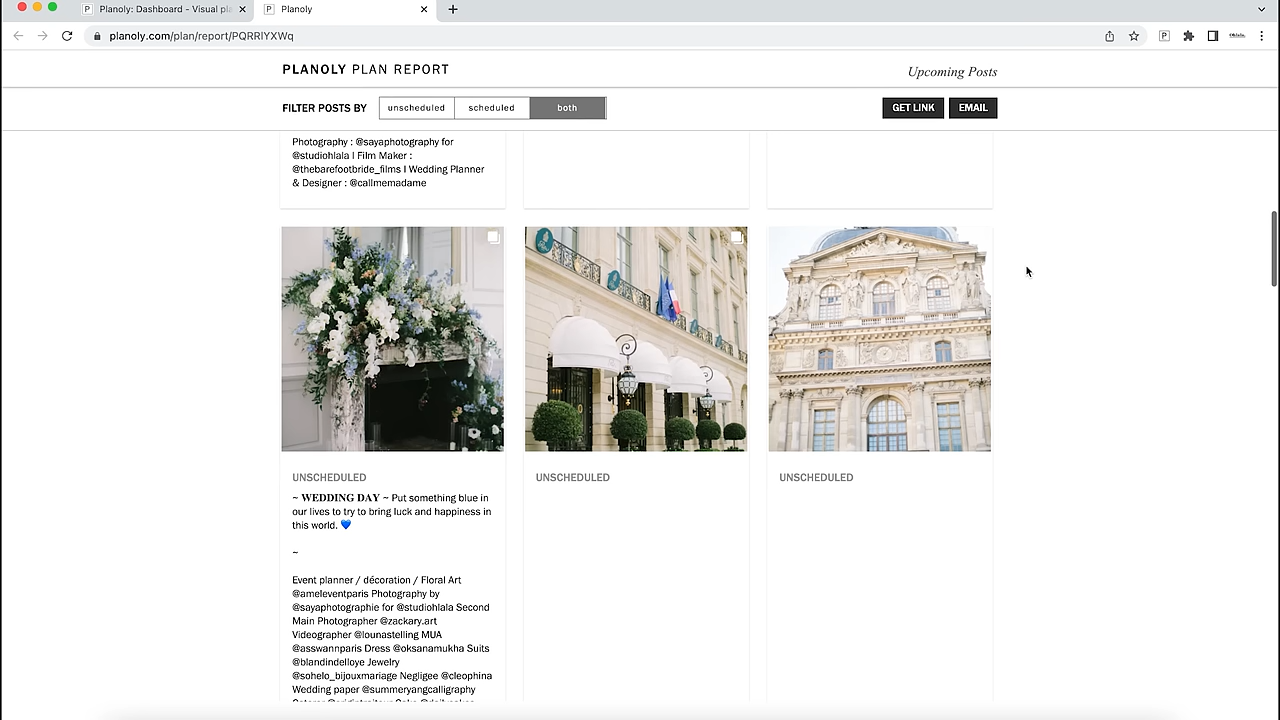 Planoly: Dashboard - Visual pla
Planoly
planoly.com/plan/report/PQRRlYXWq
PLANOLY PLAN REPORT
Upcoming Posts
FILTER POSTS BY
unscheduled
scheduled
both
GET LINK
EMAIL
Photography : @sayaphotography for
@studiohlala I Film Maker :
@thebarefootbride_films I Wedding Planner
& Designer : @callmemadame
UNSCHEDULED
~ WEDDING DAY ~ Put something blue in
our lives to try to bring luck and happiness in
this world. 💙
~
Event planner / décoration / Floral Art
@ameleventparis Photography by
@sayaphotographie for @studiohlala Second
Main Photographer @zackary.art
Videographer @lounastelling MUA
@asswannparis Dress @oksanamukha Suits
@blandindelloye Jewelry
@sohelo_bijouxmariage Negligee @cleophina
Wedding paper @summeryangcalligraphy
UNSCHEDULED
UNSCHEDULED